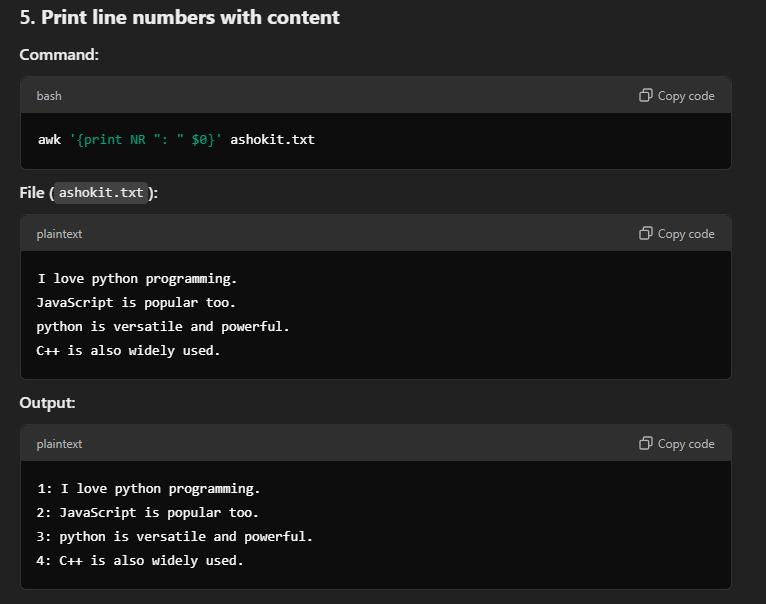 5. Print line numbers with content
Command:
bash
Copy code
awk '{print NR ": " $0}' ashokit.txt
File (ashokit.txt):
plaintext
Copy code
I love python programming.
JavaScript is popular too.
python is versatile and powerful.
C++ is also widely used.
Output:
plaintext
Copy code
1: I love python programming.
2: JavaScript is popular too.
3: python is versatile and powerful.
4: C++ is also widely used.